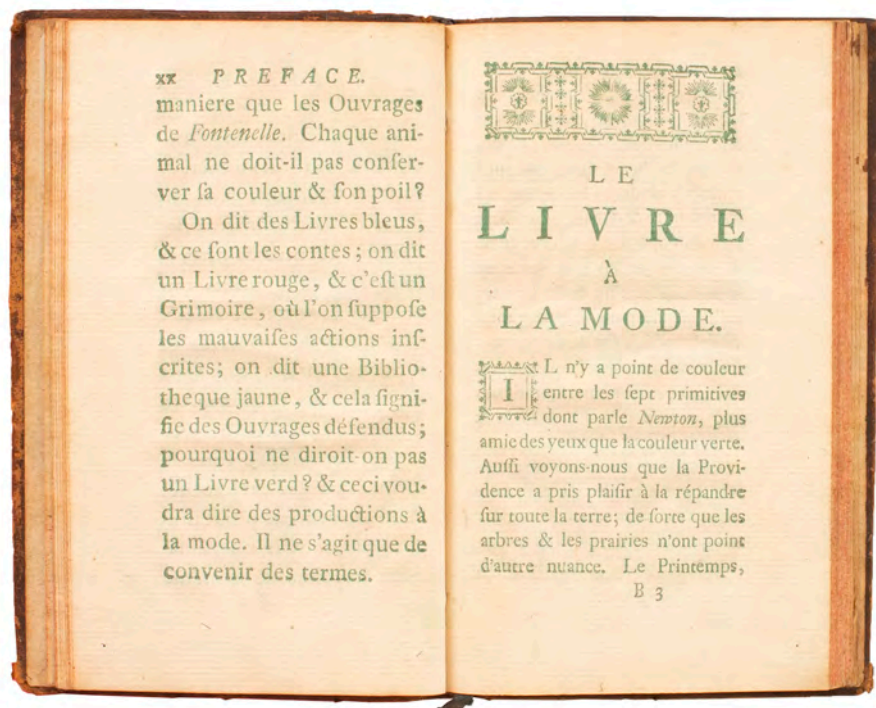 xx PREFACE.
maniere que les Ouvrages
de Fontenelle. Chaque ani-
mal ne doit-il pas conſer-
ver ſa couleur & ſon poil?
On dit des Livres bleus,
& ce ſont les contes; on dit
un Livre rouge, & c'eſt un
Grimoire, où l'on ſuppoſe
les mauvaiſes actions inſ-
crites; on dit une Biblio-
theque jaune, & cela ſigni-
fie des Ouvrages défendus;
pourquoi ne diroit-on pas
un Livre verd? & ceci vou-
dra dire des productions à
la mode. Il ne s'agit que de
convenir des termes.
LE
LIVRE
À
LA MODE.
IL n'y a point de couleur
entre les ſept primitives
dont parle Newton, plus
amie des yeux que la couleur verte.
Auſſi voyons-nous que la Provi-
dence a pris plaiſir à la répandre
ſur toute la terre; de ſorte que les
arbres & les prairies n'ont point
d'autre nuance. Le Printemps,
B 3